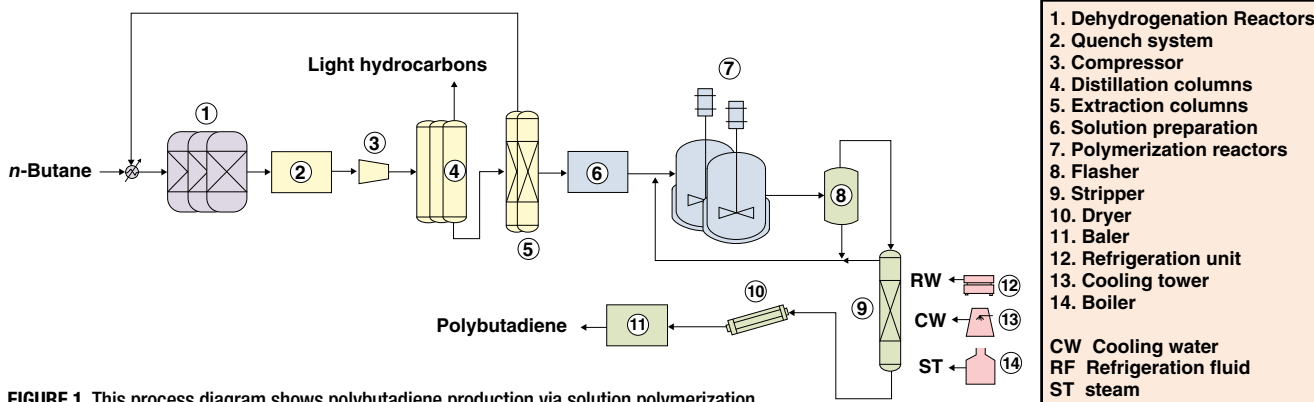 Light hydrocarbons
n-Butane
1
2
3
4
5
6
7
8
9
10
11
Polybutadiene
RW
12
CW
13
ST
14
FIGURE 1. This process diagram shows polybutadiene production via solution polymerization
1. Dehydrogenation Reactors
2. Quench system
3. Compressor
4. Distillation columns
5. Extraction columns
6. Solution preparation
7. Polymerization reactors
8. Flasher
9. Stripper
10. Dryer
11. Baler
12. Refrigeration unit
13. Cooling tower
14. Boiler
CW Cooling water
RF Refrigeration fluid
ST steam